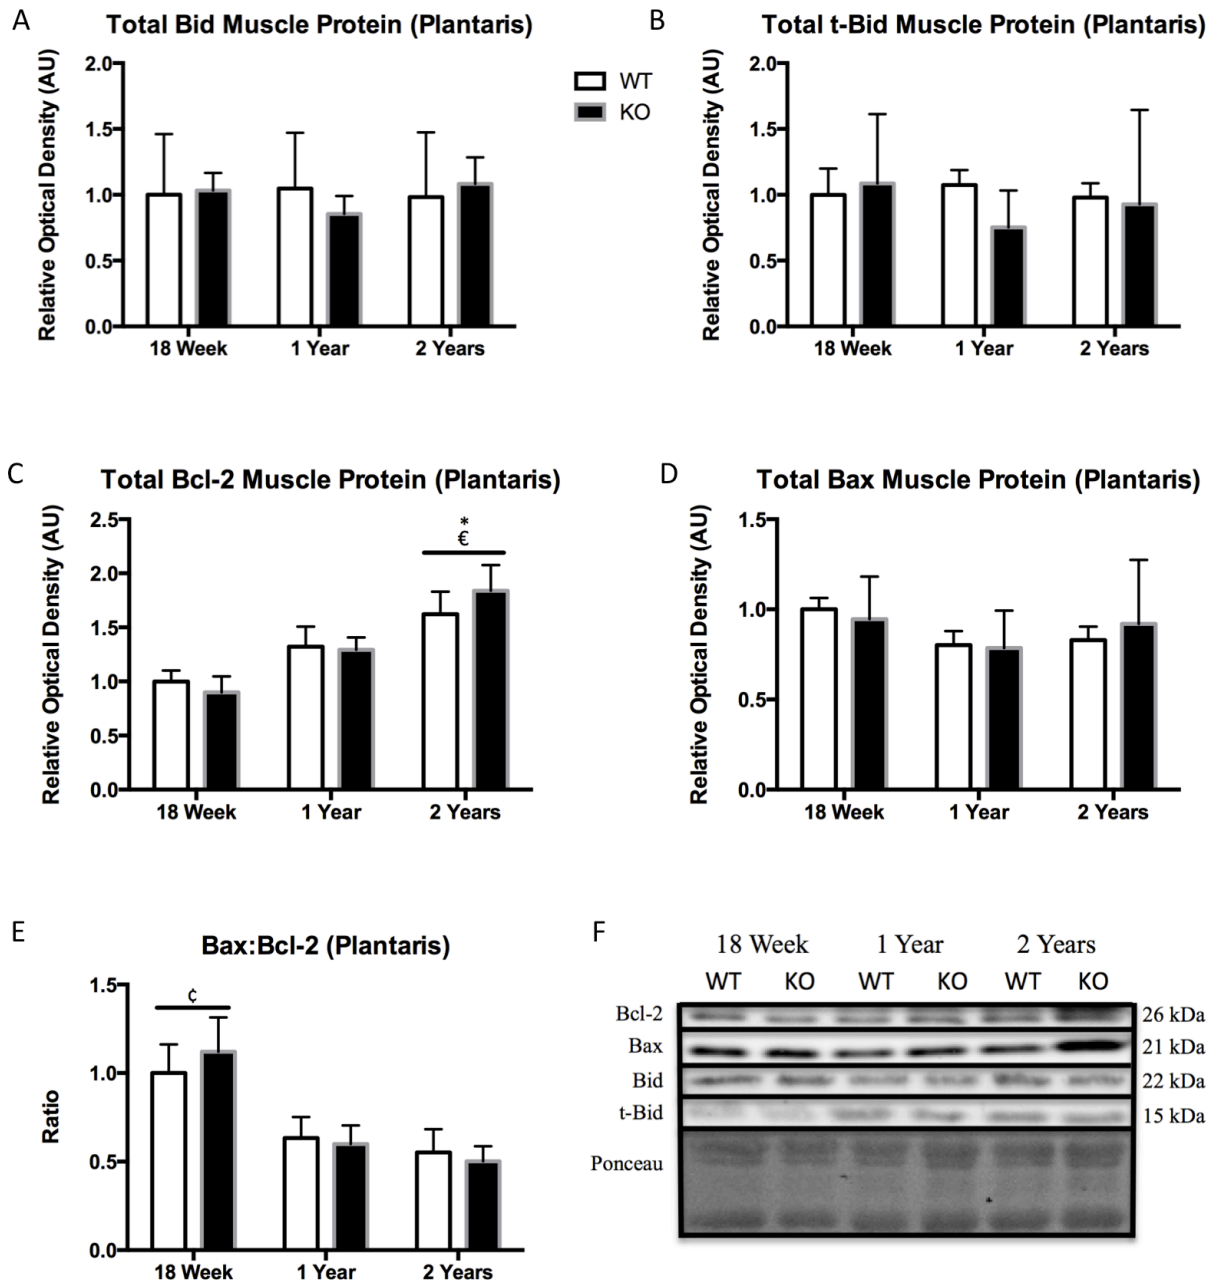 A
Total Bid Muscle Protein (Plantaris)
Relative Optical Density (AU)
2.0
1.5
1.0
0.5
0.0
18 Week
1 Year
2 Years
WT
KO
B
Total t-Bid Muscle Protein (Plantaris)
Relative Optical Density (AU)
2.0
1.5
1.0
0.5
0.0
18 Week
1 Year
2 Years
C
Total Bcl-2 Muscle Protein (Plantaris)
Relative Optical Density (AU)
2.5
2.0
1.5
1.0
0.5
0.0
*
€
18 Week
1 Year
2 Years
D
Total Bax Muscle Protein (Plantaris)
Relative Optical Density (AU)
1.5
1.0
0.5
0.0
18 Week
1 Year
2 Years
E
Bax:Bcl-2 (Plantaris)
Ratio
1.5
1.0
0.5
0.0
¢
18 Week
1 Year
2 Years
F
18 Week 1 Year 2 Years
WT KO WT KO WT KO
Bcl-2 26 kDa
Bax 21 kDa
Bid 22 kDa
t-Bid 15 kDa
Ponceau